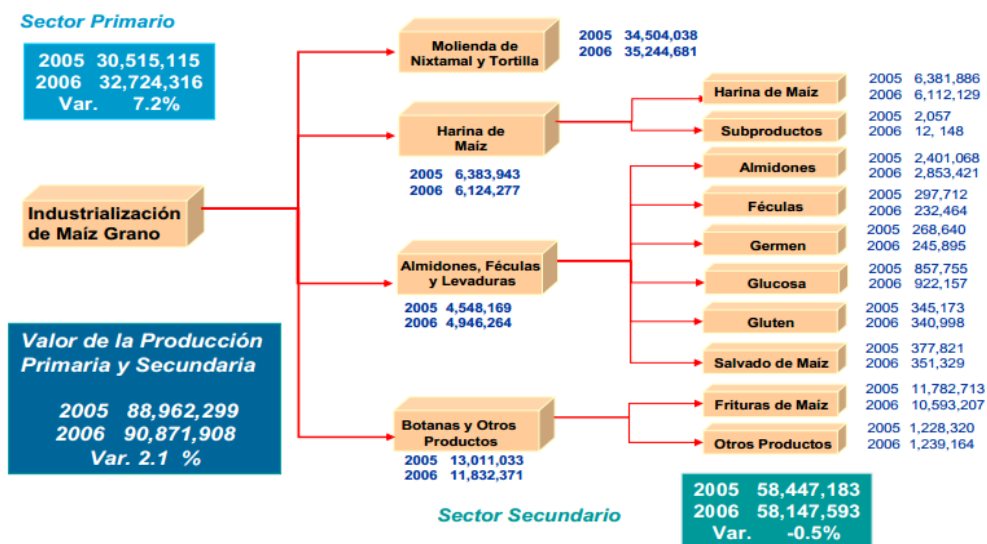 Sector Primario
2005 30,515,115
2006 32,724,316
Var. 7.2%
Industrialización
de Maíz Grano
Valor de la Producción
Primaria y Secundaria
2005 88,962,299
2006 90,871,908
Var. 2.1 %
Molienda de
Nixtamal y Tortilla
2005 34,504,038
2006 35,244,681
Harina de
Maíz
2005 6,383,943
2006 6,124,277
Almidones, Féculas
y Levaduras
2005 4,548,169
2006 4,946,264
Botanas y Otros
Productos
2005 13,011,033
2006 11,832,371
Harina de Maíz
2005 6,381,886
2006 6,112,129
Subproductos
2005 2,057
2006 12, 148
Almidones
2005 2,401,068
2006 2,853,421
Féculas
2005 297,712
2006 232,464
Germen
2005 268,640
2006 245,895
Glucosa
2005 857,755
2006 922,157
Gluten
2005 345,173
2006 340,998
Salvado de Maíz
2005 377,821
2006 351,329
Frituras de Maíz
2005 11,782,713
2006 10,593,207
Otros Productos
2005 1,228,320
2006 1,239,164
Sector Secundario
2005 58,447,183
2006 58,147,593
Var. -0.5%